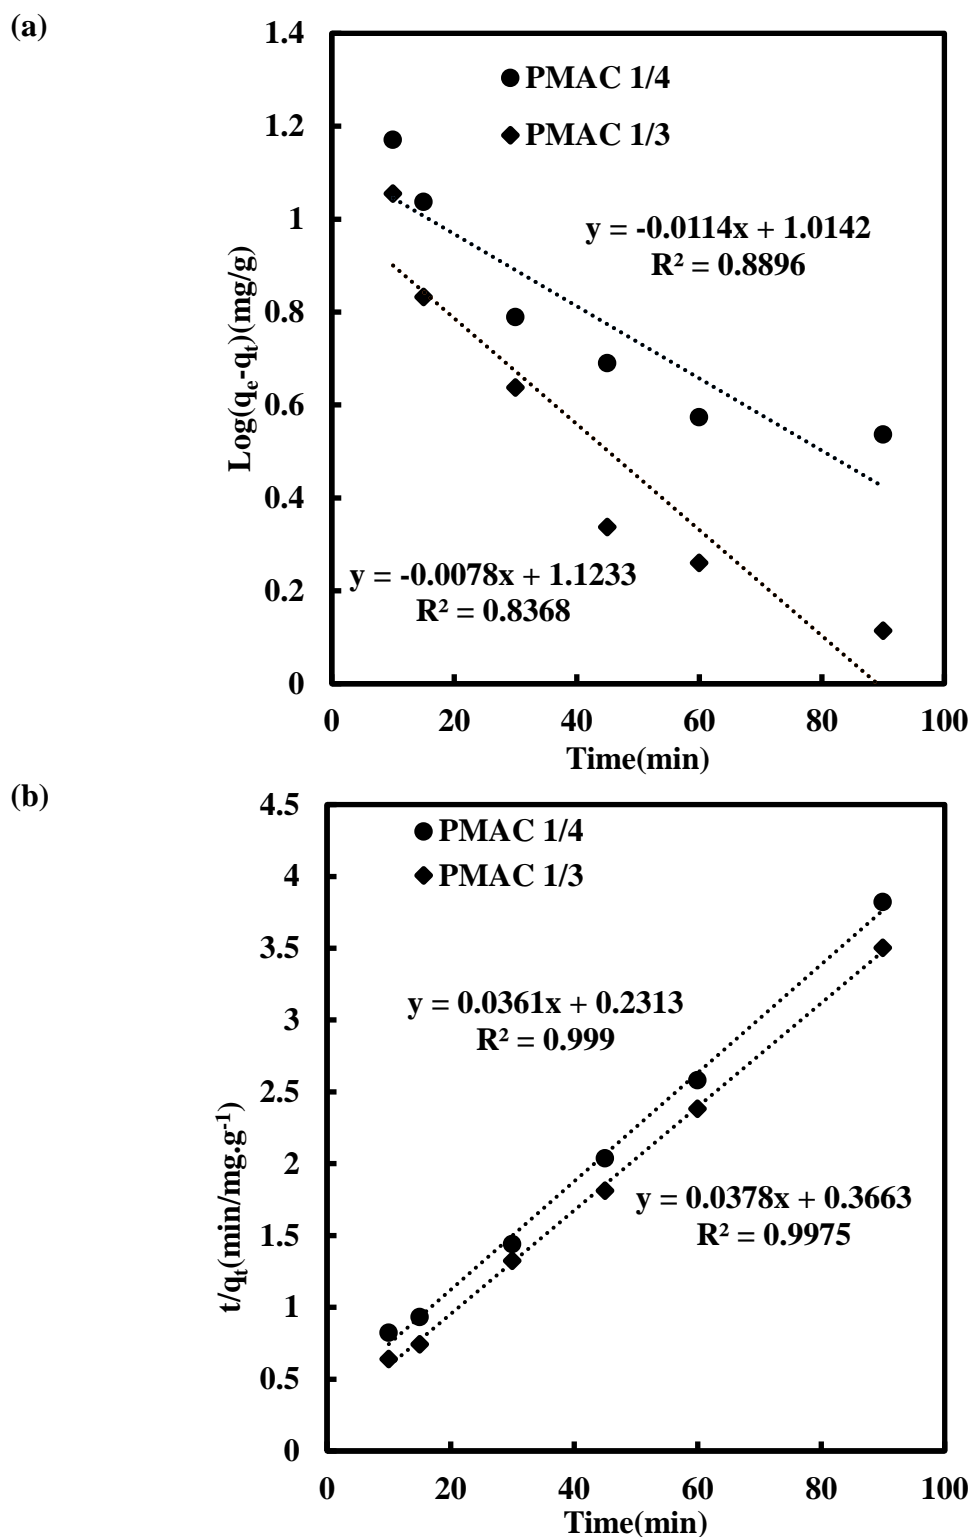 (a)
1.4
1.2
1
0.8
0.6
0.4
0.2
0
Log(qₑ-qₜ)(mg/g)
PMAC 1/4
PMAC 1/3
y = -0.0114x + 1.0142
R² = 0.8896
y = -0.0078x + 1.1233
R² = 0.8368
0 20 40 60 80 100
Time(min)
(b)
4.5
4
3.5
3
2.5
2
1.5
1
0.5
0
t/qₜ(min/mg.g⁻¹)
PMAC 1/4
PMAC 1/3
y = 0.0361x + 0.2313
R² = 0.999
y = 0.0378x + 0.3663
R² = 0.9975
0 20 40 60 80 100
Time(min)